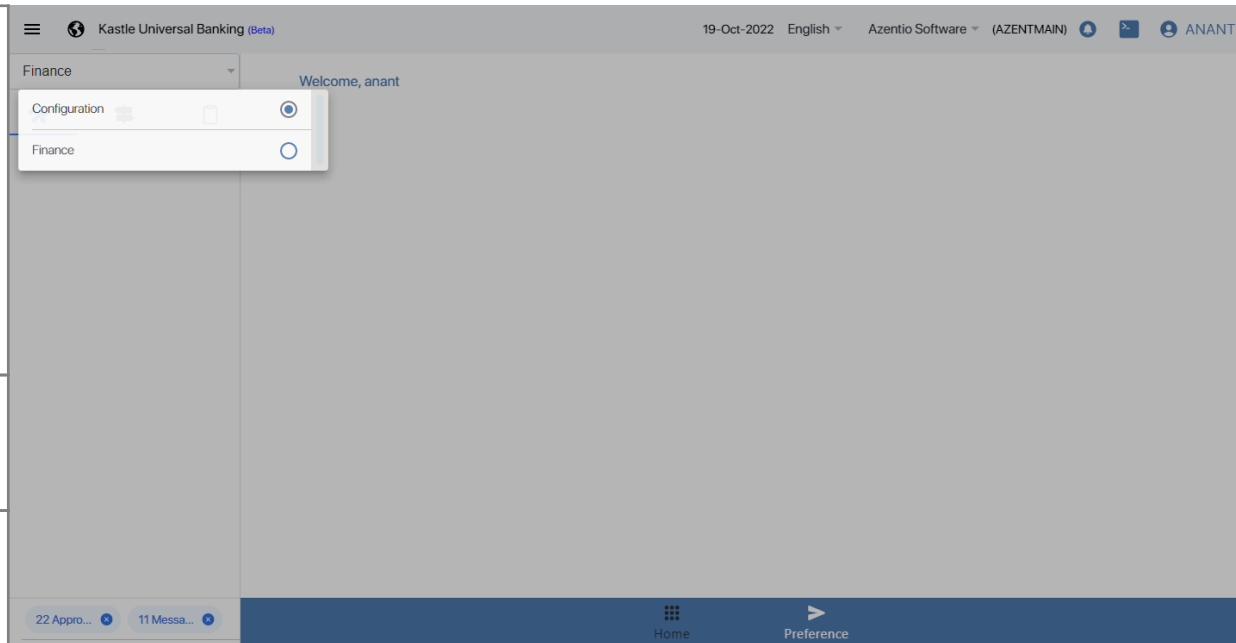 Kastle Universal Banking (Beta)
19-Oct-2022 English Azentio Software (AZENTMAIN) ANANT
Finance
Welcome, anant
Configuration
Finance
22 Appro... 11 Messa...
Home Preference